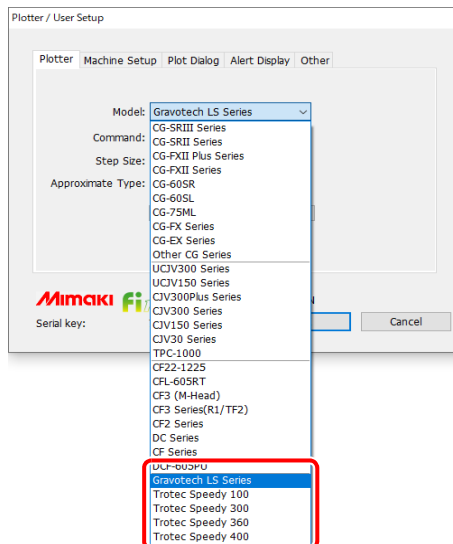 Plotter / User Setup
Plotter Machine Setup Plot Dialog Alert Display Other
Model: Gravotech LS Series
Command:
Step Size:
Approximate Type:
CG-SRIII Series
CG-SRII Series
CG-FXII Plus Series
CG-FXII Series
CG-60SR
CG-60SL
CG-75ML
CG-FX Series
CG-EX Series
Other CG Series
UCJV300 Series
UCJV150 Series
CJV300Plus Series
CJV300 Series
CJV150 Series
CJV30 Series
TPC-1000
CF22-1225
CFL-605RT
CF3 (M-Head)
CF3 Series(R1/TF2)
CF2 Series
DC Series
CF Series
DCF-605PU
Gravotech LS Series
Trotec Speedy 100
Trotec Speedy 300
Trotec Speedy 360
Trotec Speedy 400
Mimaki Fi
Serial key:
Cancel